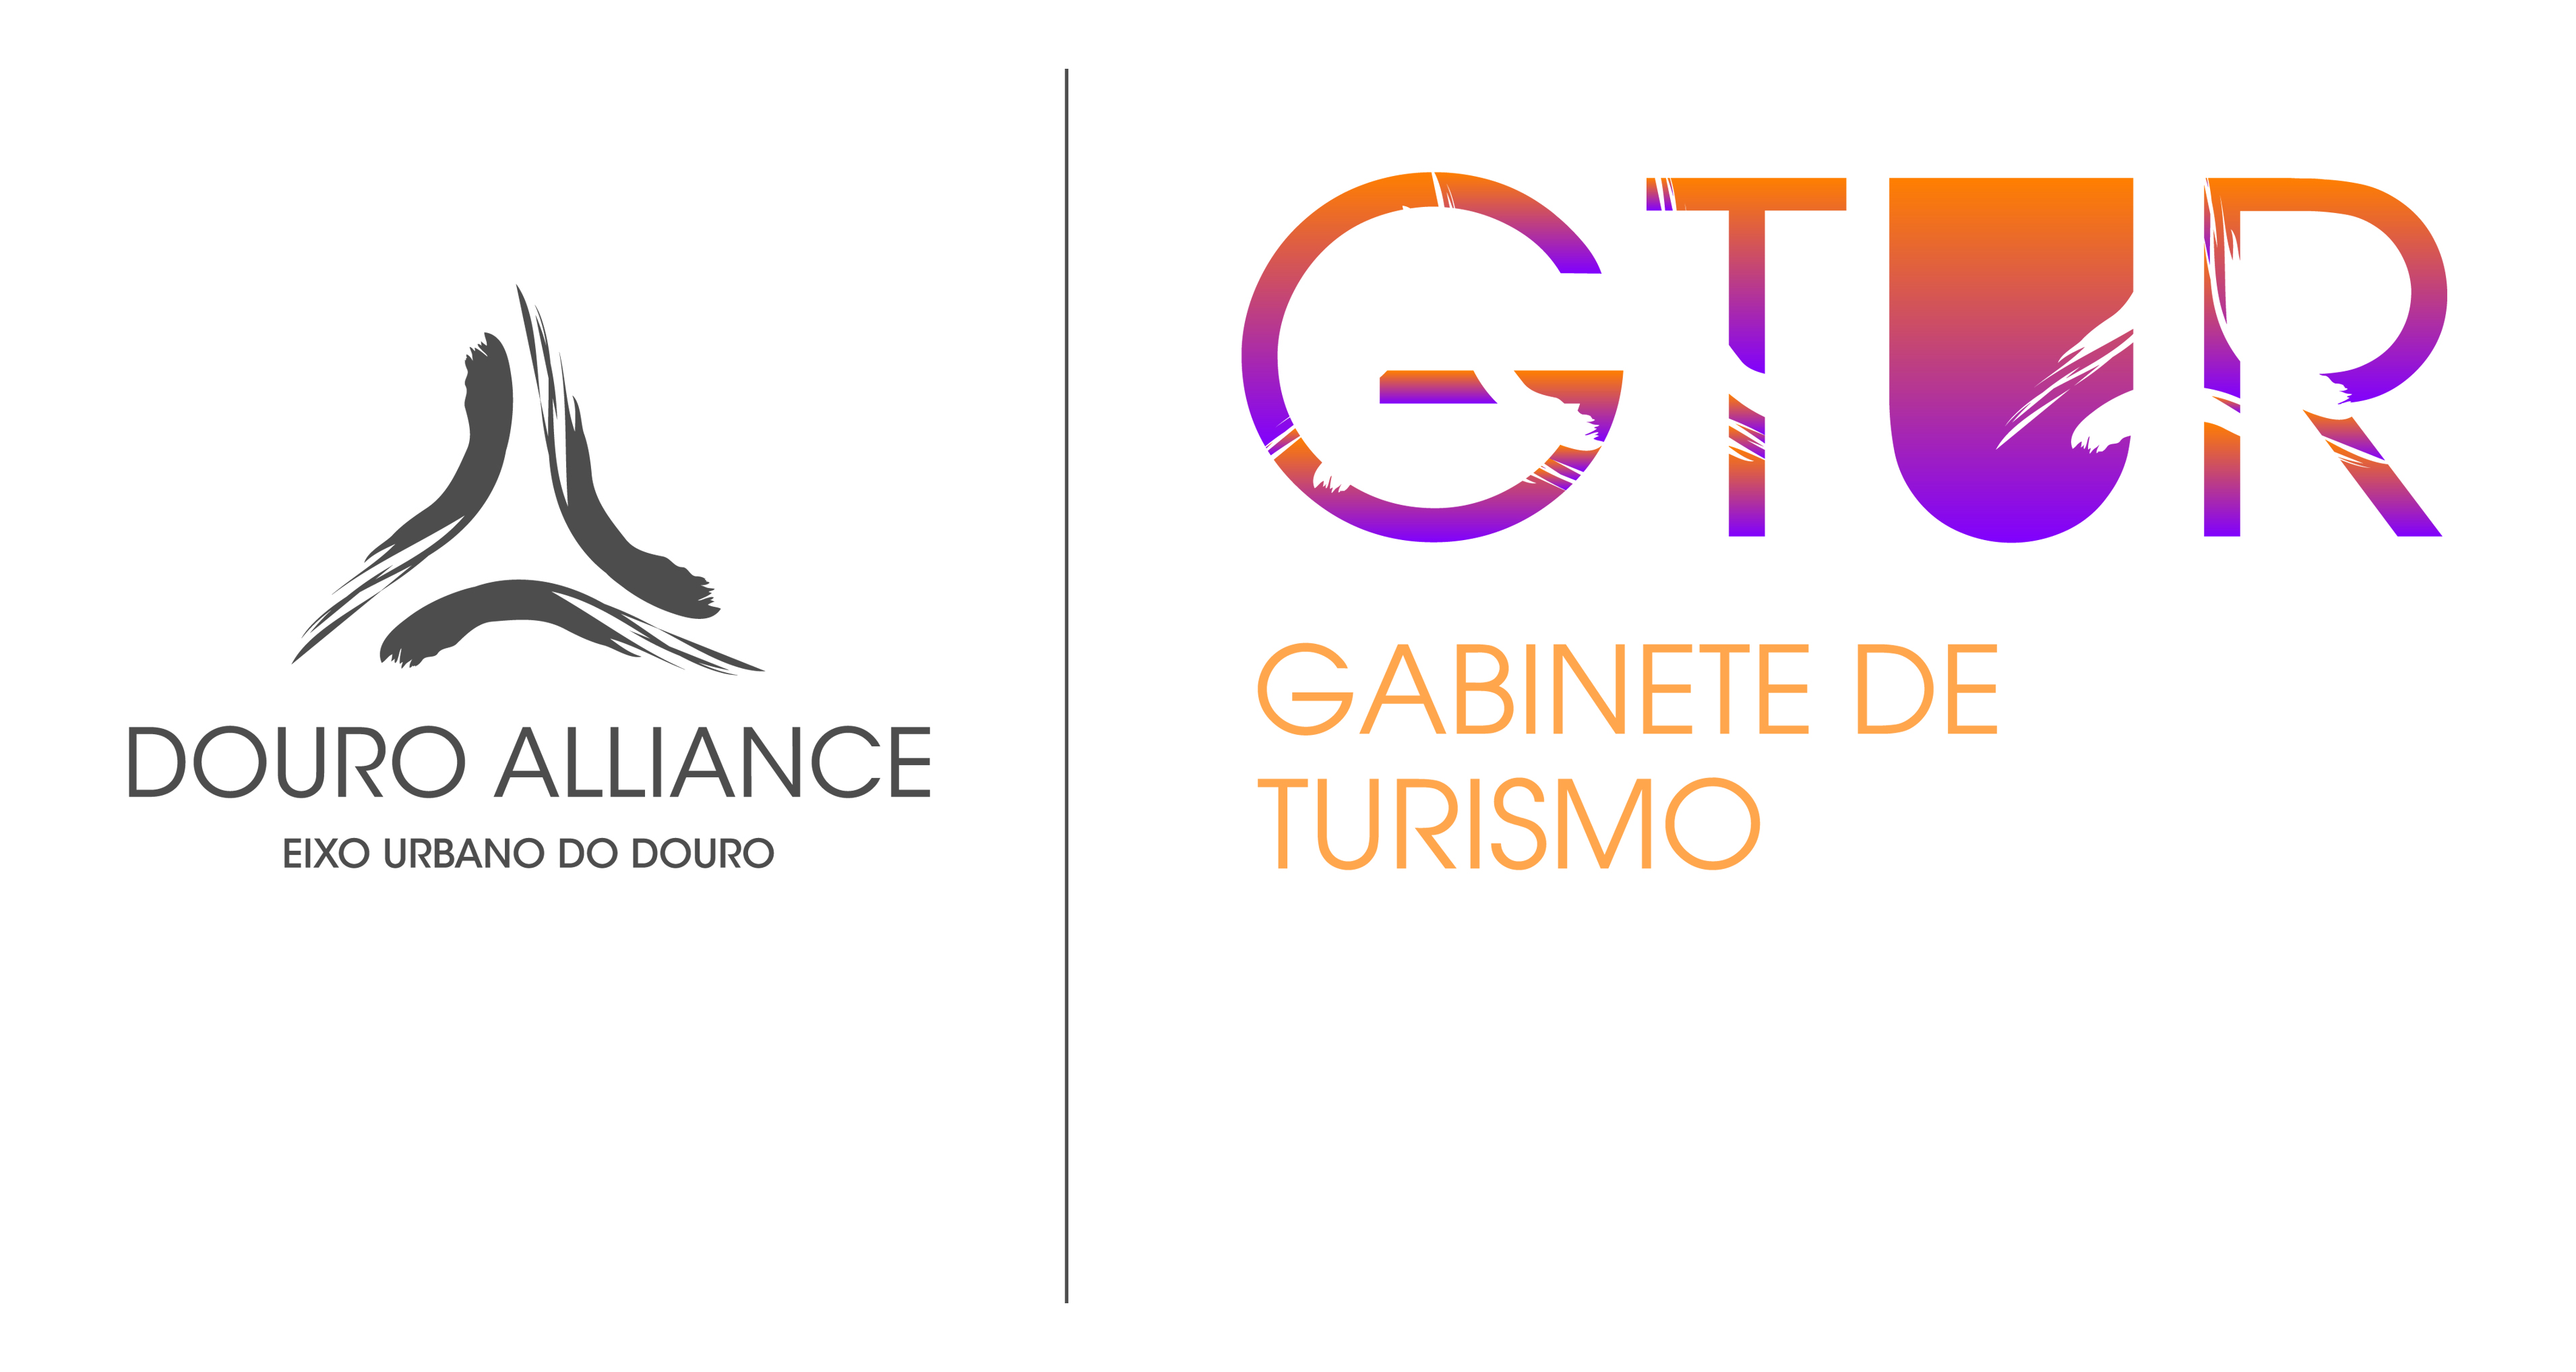 DOURO ALLIANCE
EIXO URBANO DO DOURO
GTUR
GABINETE DE
TURISMO